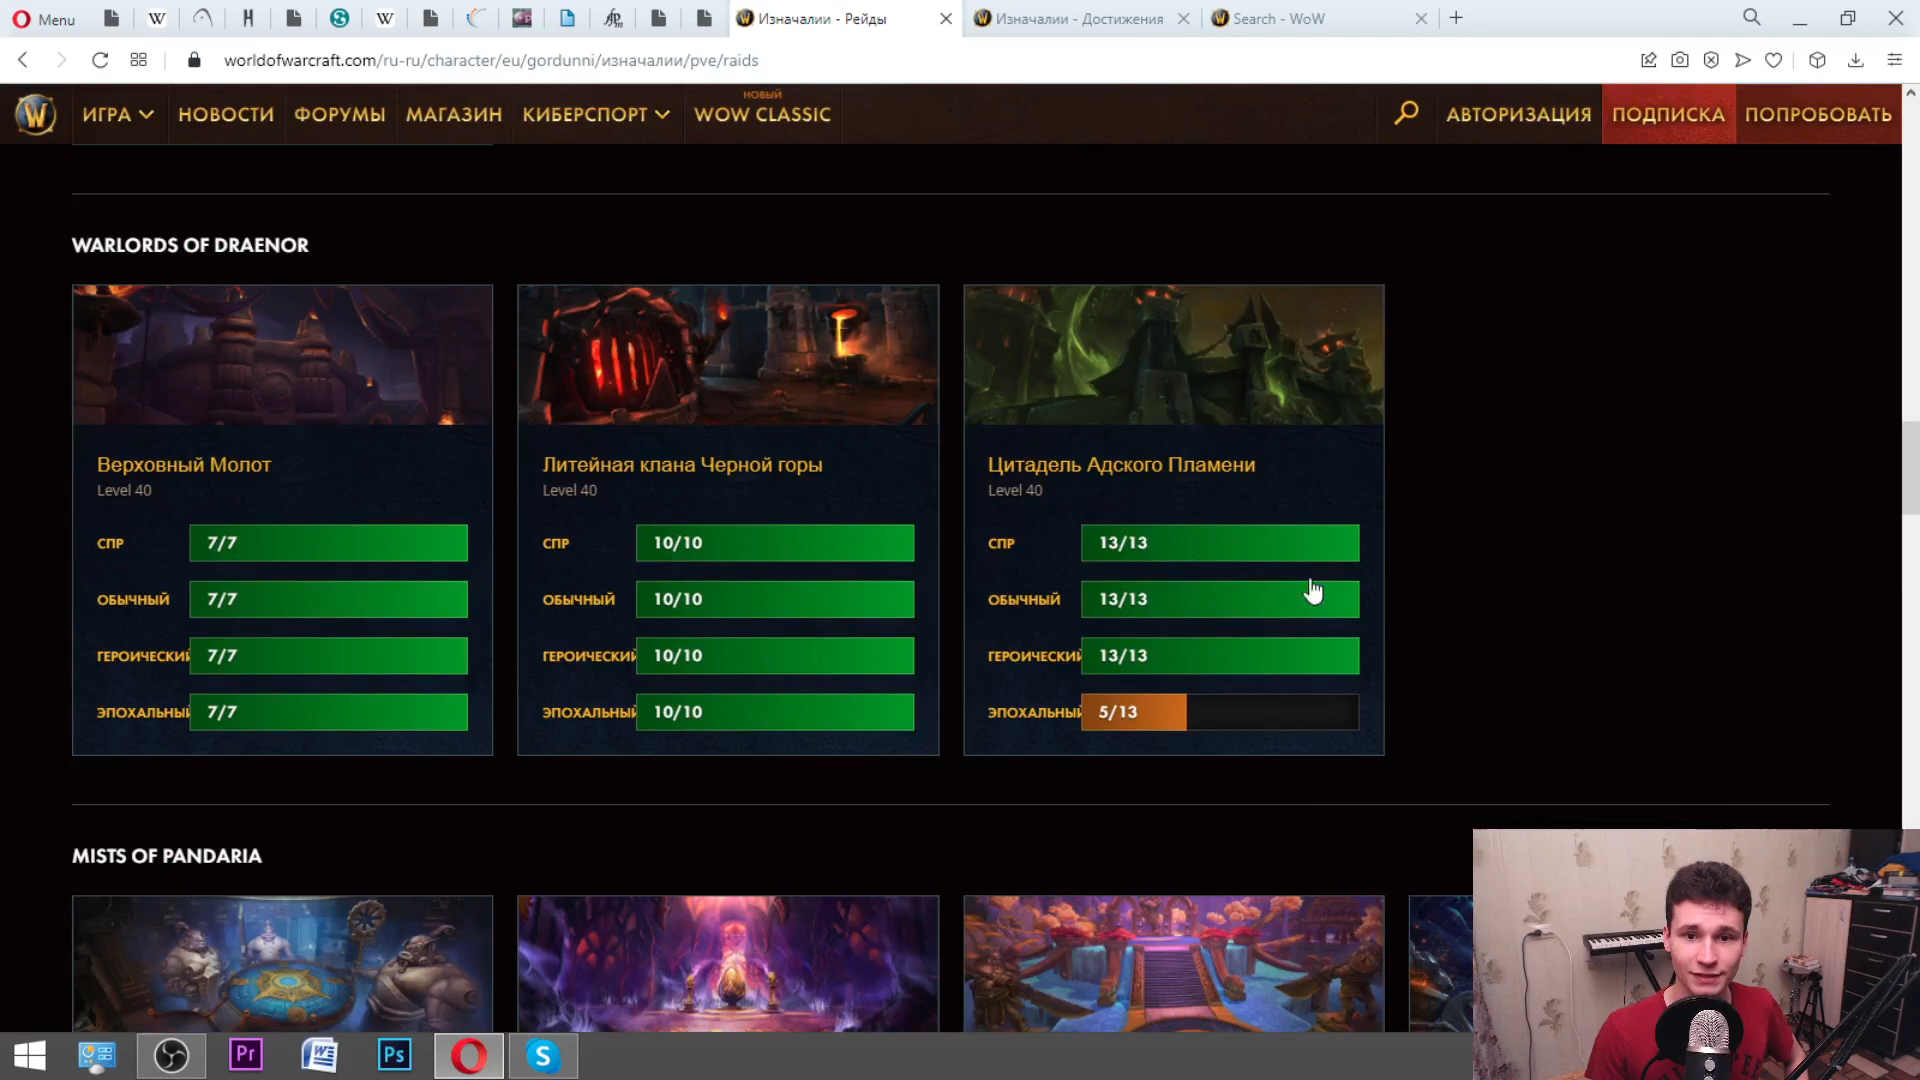 Menu
Изначалии - Рейды
Изначалии - Достижения
Search - WoW
worldofwarcraft.com/ru-ru/character/eu/gordunni/изначалии/pve/raids
ИГРА
НОВОСТИ
ФОРУМЫ
МАГАЗИН
КИБЕРСПОРТ
НОВЫЙ
WOW CLASSIC
АВТОРИЗАЦИЯ
ПОДПИСКА
ПОПРОБОВАТЬ
WARLORDS OF DRAENOR
Верховный Молот
Level 40
СПР 7/7
ОБЫЧНЫЙ 7/7
ГЕРОИЧЕСКИЙ 7/7
ЭПОХАЛЬНЫЙ 7/7
Литейная клана Черной горы
Level 40
СПР 10/10
ОБЫЧНЫЙ 10/10
ГЕРОИЧЕСКИЙ 10/10
ЭПОХАЛЬНЫЙ 10/10
Цитадель Адского Пламени
Level 40
СПР 13/13
ОБЫЧНЫЙ 13/13
ГЕРОИЧЕСКИЙ 13/13
ЭПОХАЛЬНЫЙ 5/13
MISTS OF PANDARIA
Pr
Ps